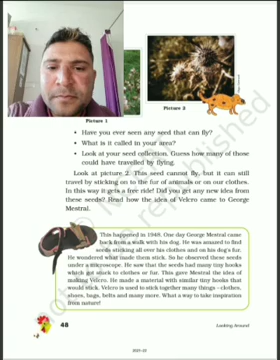 Picture 1
Picture 2
• Have you ever seen any seed that can fly?
• What is it called in your area?
• Look at your seed collection. Guess how many of those
could have travelled by flying.
Look at picture 2. This seed cannot fly, but it can still
travel by sticking on to the fur of animals or on our clothes.
In this way it gets a free ride! Did you get any new idea from
these seeds? Read how the idea of Velcro came to George
Mestral.
This happened in 1948. One day George Mestral came
back from a walk with his dog. He was amazed to find
seeds sticking all over his clothes and on his dog's fur.
He wondered what made them stick. So he observed these
seeds under a microscope. He saw that the seeds had many tiny hooks
which got stuck to clothes or fur. This gave Mestral the idea of
making Velcro. He made a material with similar tiny hooks that
would stick. Velcro is used to stick together many things – clothes,
shoes, bags, belts and many more. What a way to take inspiration
from nature!
48
Looking Around
2022-23